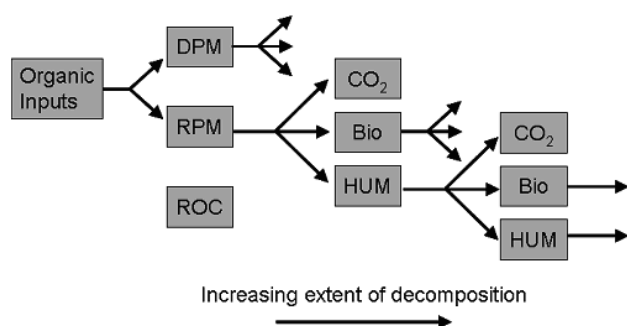 Organic
Inputs
DPM
RPM
ROC
CO₂
Bio
HUM
CO₂
Bio
HUM
Increasing extent of decomposition